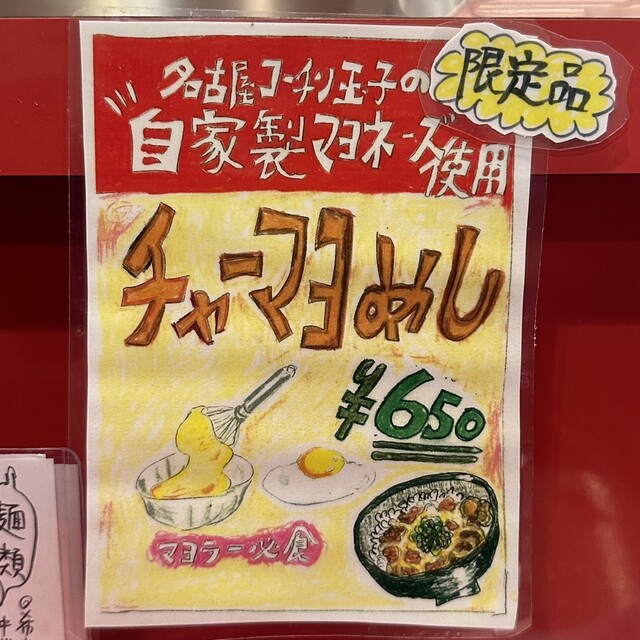 限定品
名古屋コーチン玉子の
自家製マヨネーズ
使用
チャーマヨめし
¥650
マヨラー必食
麺類